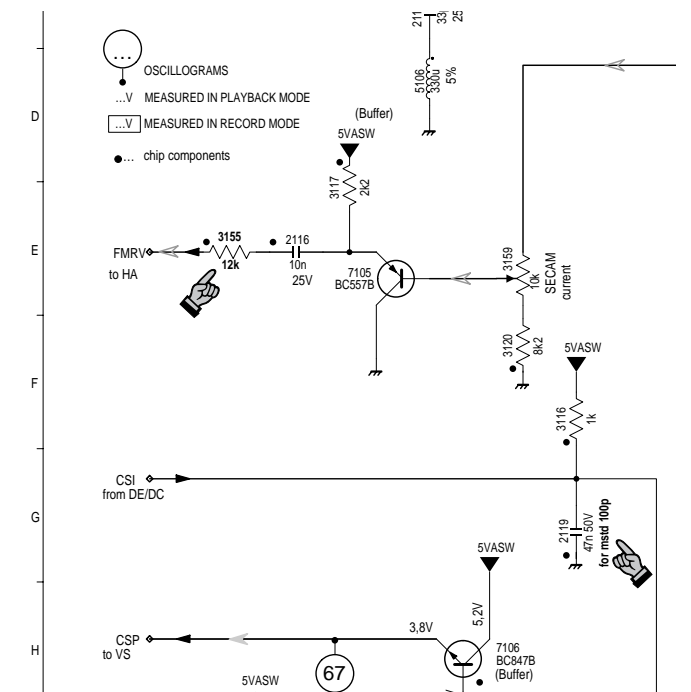 211
33
25
...
OSCILLOGRAMS
...V MEASURED IN PLAYBACK MODE
...V MEASURED IN RECORD MODE
... chip components
5106
330u
5%
D
(Buffer)
5VASW
3117
2k2
E
FMRV
to HA
3155
12k
2116
10n
25V
7105
BC557B
3159
10k
SECAM
current
3120
8k2
F
5VASW
3116
1k
CSI
from DE/DC
G
2119
47n 50V
for mstd 100p
5VASW
5,2V
H
CSP
to VS
3,8V
7106
BC847B
(Buffer)
67
5VASW